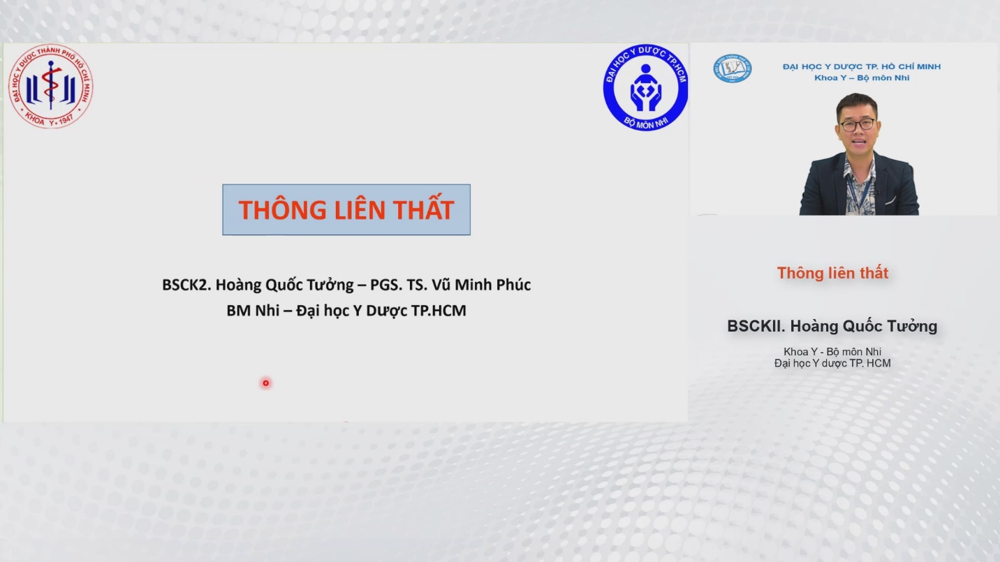 ĐẠI HỌC Y DƯỢC THÀNH PHỐ HỒ CHÍ MINH
KHOA Y • 1947
ĐẠI HỌC Y DƯỢC TP.HCM
BỘ MÔN NHI
THÔNG LIÊN THẤT
BSCK2. Hoàng Quốc Tưởng – PGS. TS. Vũ Minh Phúc
BM Nhi – Đại học Y Dược TP.HCM
ĐẠI HỌC Y DƯỢC TP. HỒ CHÍ MINH
Khoa Y – Bộ môn Nhi
Thông liên thất
BSCKII. Hoàng Quốc Tưởng
Khoa Y - Bộ môn Nhi
Đại học Y dược TP. HCM